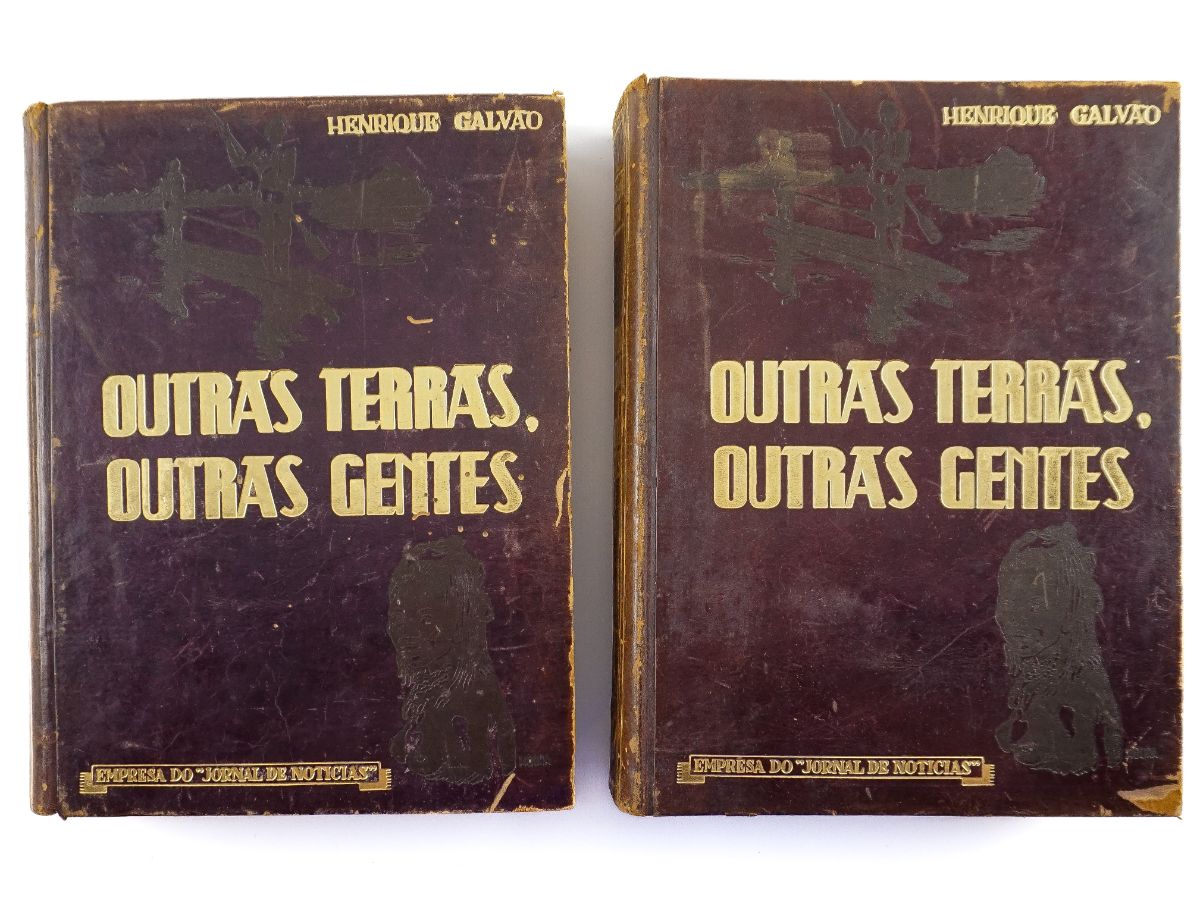 HENRIQUE GALVÃO
OUTRAS TERRAS,
OUTRAS GENTES
EMPRESA DO "JORNAL DE NOTICIAS"
HENRIQUE GALVÃO
OUTRAS TERRAS,
OUTRAS GENTES
EMPRESA DO "JORNAL DE NOTICIAS"